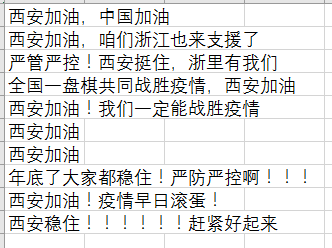 西安加油，中国加油
西安加油，咱们浙江也来支援了
严管严控！西安挺住，浙里有我们
全国一盘棋共同战胜疫情，西安加油
西安加油！我们一定能战胜疫情
西安加油
西安加油
年底了大家都稳住！严防严控啊！！！
西安加油！疫情早日滚蛋！
西安稳住！！！！！！赶紧好起来